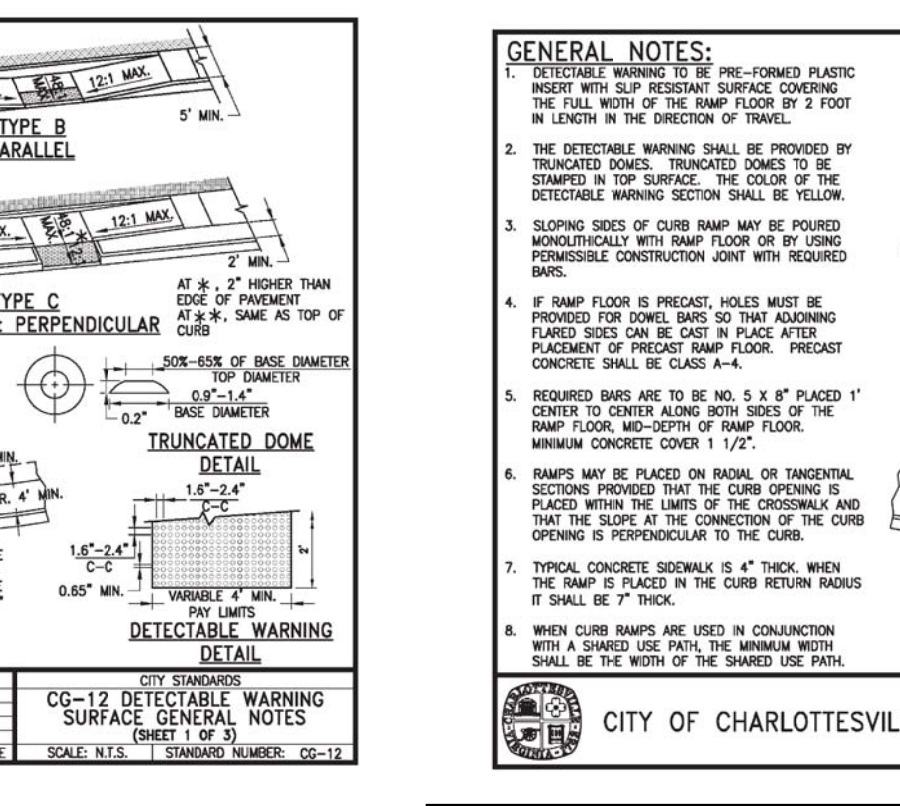 48:1
MAX.
12:1 MAX.
5' MIN.
TYPE B
PARALLEL
48:1
MAX.
12:1 MAX.
2' MIN.
AT *, 2" HIGHER THAN
EDGE OF PAVEMENT
AT **, SAME AS TOP OF
CURB
TYPE C
PERPENDICULAR
50%-65% OF BASE DIAMETER
TOP DIAMETER
0.9"-1.4"
BASE DIAMETER
0.2"
TRUNCATED DOME
DETAIL
MIN.
R. 4' MIN.
1.6"-2.4"
C-C
1.6"-2.4"
C-C
2'
0.65" MIN.
VARIABLE 4' MIN.
PAY LIMITS
DETECTABLE WARNING
DETAIL
CITY STANDARDS
CG-12 DETECTABLE WARNING
SURFACE GENERAL NOTES
(SHEET 1 OF 3)
SCALE: N.T.S. STANDARD NUMBER: CG-12
GENERAL NOTES:
1. DETECTABLE WARNING TO BE PRE-FORMED PLASTIC
INSERT WITH SLIP RESISTANT SURFACE COVERING
THE FULL WIDTH OF THE RAMP FLOOR BY 2 FOOT
IN LENGTH IN THE DIRECTION OF TRAVEL.
2. THE DETECTABLE WARNING SHALL BE PROVIDED BY
TRUNCATED DOMES. TRUNCATED DOMES TO BE
STAMPED IN TOP SURFACE. THE COLOR OF THE
DETECTABLE WARNING SECTION SHALL BE YELLOW.
3. SLOPING SIDES OF CURB RAMP MAY BE POURED
MONOLITHICALLY WITH RAMP FLOOR OR BY USING
PERMISSIBLE CONSTRUCTION JOINT WITH REQUIRED
BARS.
4. IF RAMP FLOOR IS PRECAST, HOLES MUST BE
PROVIDED FOR DOWEL BARS SO THAT ADJOINING
FLARED SIDES CAN BE CAST IN PLACE AFTER
PLACEMENT OF PRECAST RAMP FLOOR. PRECAST
CONCRETE SHALL BE CLASS A-4.
5. REQUIRED BARS ARE TO BE NO. 5 X 8" PLACED 1'
CENTER TO CENTER ALONG BOTH SIDES OF THE
RAMP FLOOR, MID-DEPTH OF RAMP FLOOR.
MINIMUM CONCRETE COVER 1 1/2".
6. RAMPS MAY BE PLACED ON RADIAL OR TANGENTIAL
SECTIONS PROVIDED THAT THE CURB OPENING IS
PLACED WITHIN THE LIMITS OF THE CROSSWALK AND
THAT THE SLOPE AT THE CONNECTION OF THE CURB
OPENING IS PERPENDICULAR TO THE CURB.
7. TYPICAL CONCRETE SIDEWALK IS 4" THICK. WHEN
THE RAMP IS PLACED IN THE CURB RETURN RADIUS
IT SHALL BE 7" THICK.
8. WHEN CURB RAMPS ARE USED IN CONJUNCTION
WITH A SHARED USE PATH, THE MINIMUM WIDTH
SHALL BE THE WIDTH OF THE SHARED USE PATH.
CHARLOTTESVILLE
VIRGINIA 1762
CITY OF CHARLOTTESVIL